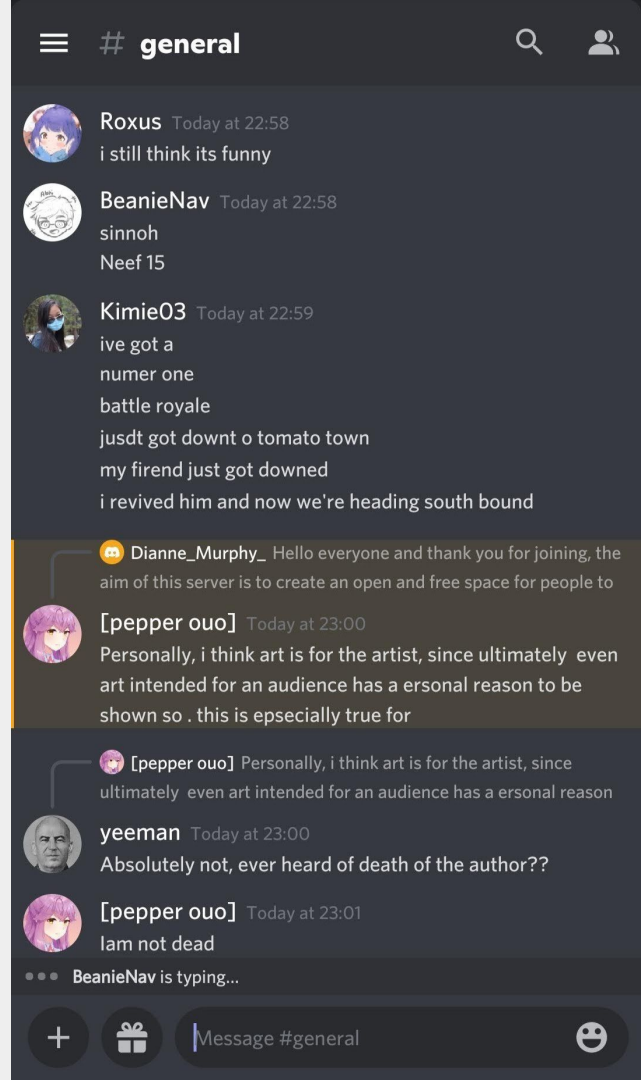 # general
Roxus Today at 22:58
i still think its funny
BeanieNav Today at 22:58
sinnoh
Neef 15
Kimie03 Today at 22:59
ive got a
numer one
battle royale
jusdt got downt o tomato town
my firend just got downed
i revived him and now we're heading south bound
Dianne_Murphy_ Hello everyone and thank you for joining, the
aim of this server is to create an open and free space for people to
[pepper ouo] Today at 23:00
Personally, i think art is for the artist, since ultimately even
art intended for an audience has a ersonal reason to be
shown so . this is epsecially true for
[pepper ouo] Personally, i think art is for the artist, since
ultimately even art intended for an audience has a ersonal reason
yeeman Today at 23:00
Absolutely not, ever heard of death of the author??
[pepper ouo] Today at 23:01
Iam not dead
BeanieNav is typing...
Message #general